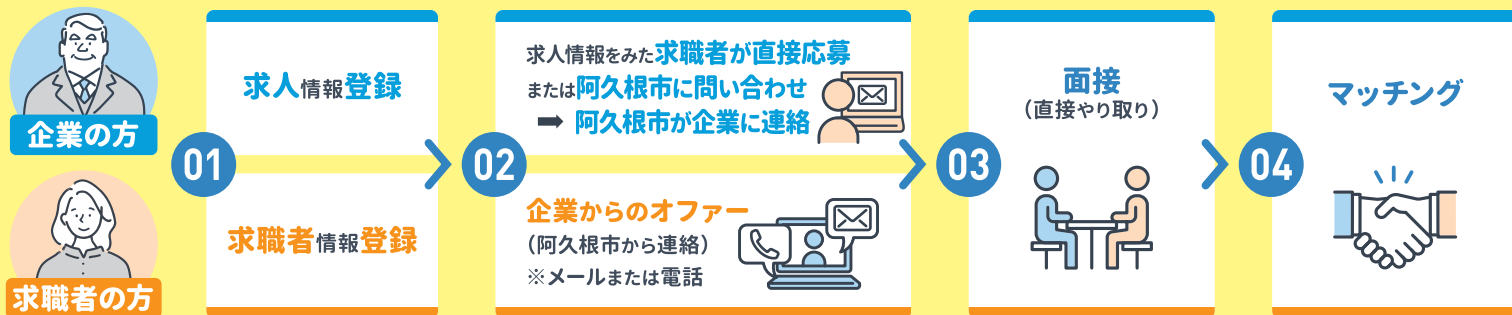 企業の方
求職者の方
01
求人情報登録
求職者情報登録
02
求人情報をみた求職者が直接応募
または阿久根市に問い合わせ
➡ 阿久根市が企業に連絡
企業からのオファー
（阿久根市から連絡）
※メールまたは電話
03
面接
（直接やり取り）
04
マッチング